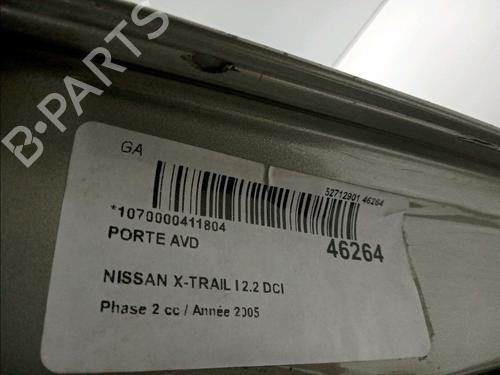 B-PARTS
GA
52712901 46264
*1070000411804
46264
PORTE AVD
NISSAN X-TRAIL I 2.2 DCI
Phase 2 cc / Année 2005